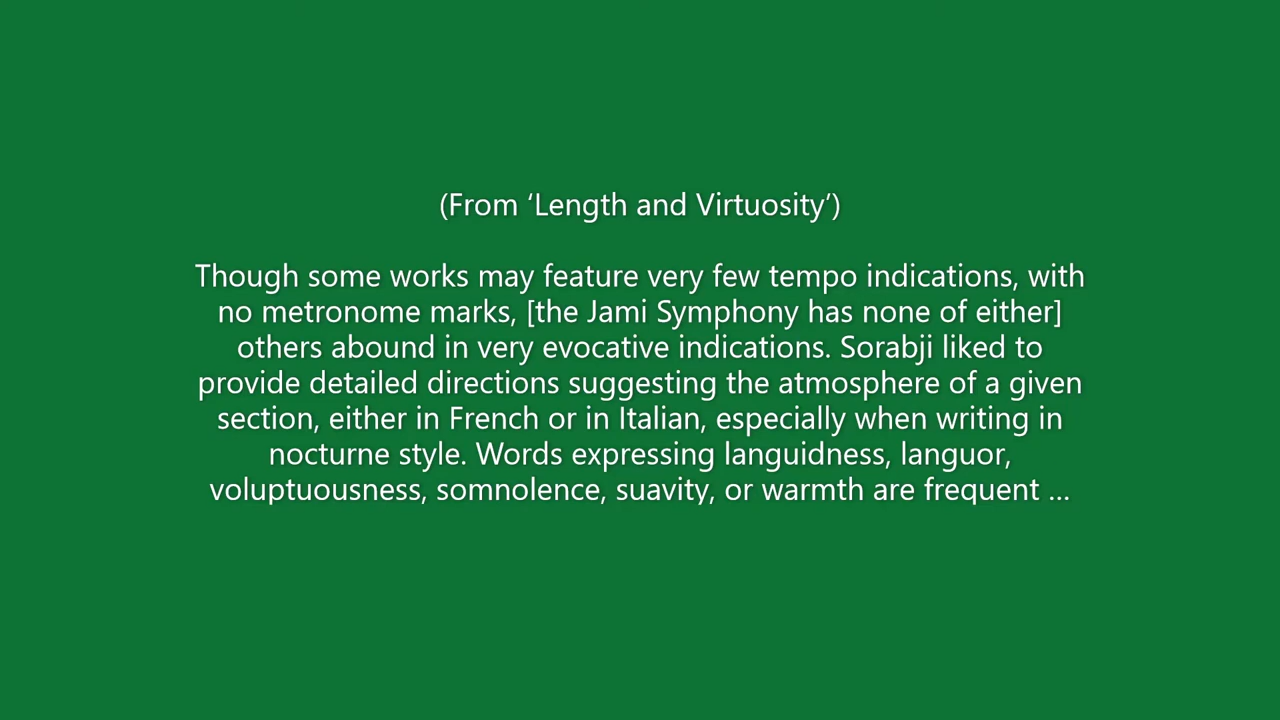 (From ‘Length and Virtuosity’)
Though some works may feature very few tempo indications, with
no metronome marks, [the Jami Symphony has none of either]
others abound in very evocative indications. Sorabji liked to
provide detailed directions suggesting the atmosphere of a given
section, either in French or in Italian, especially when writing in
nocturne style. Words expressing languidness, languor,
voluptuousness, somnolence, suavity, or warmth are frequent ...